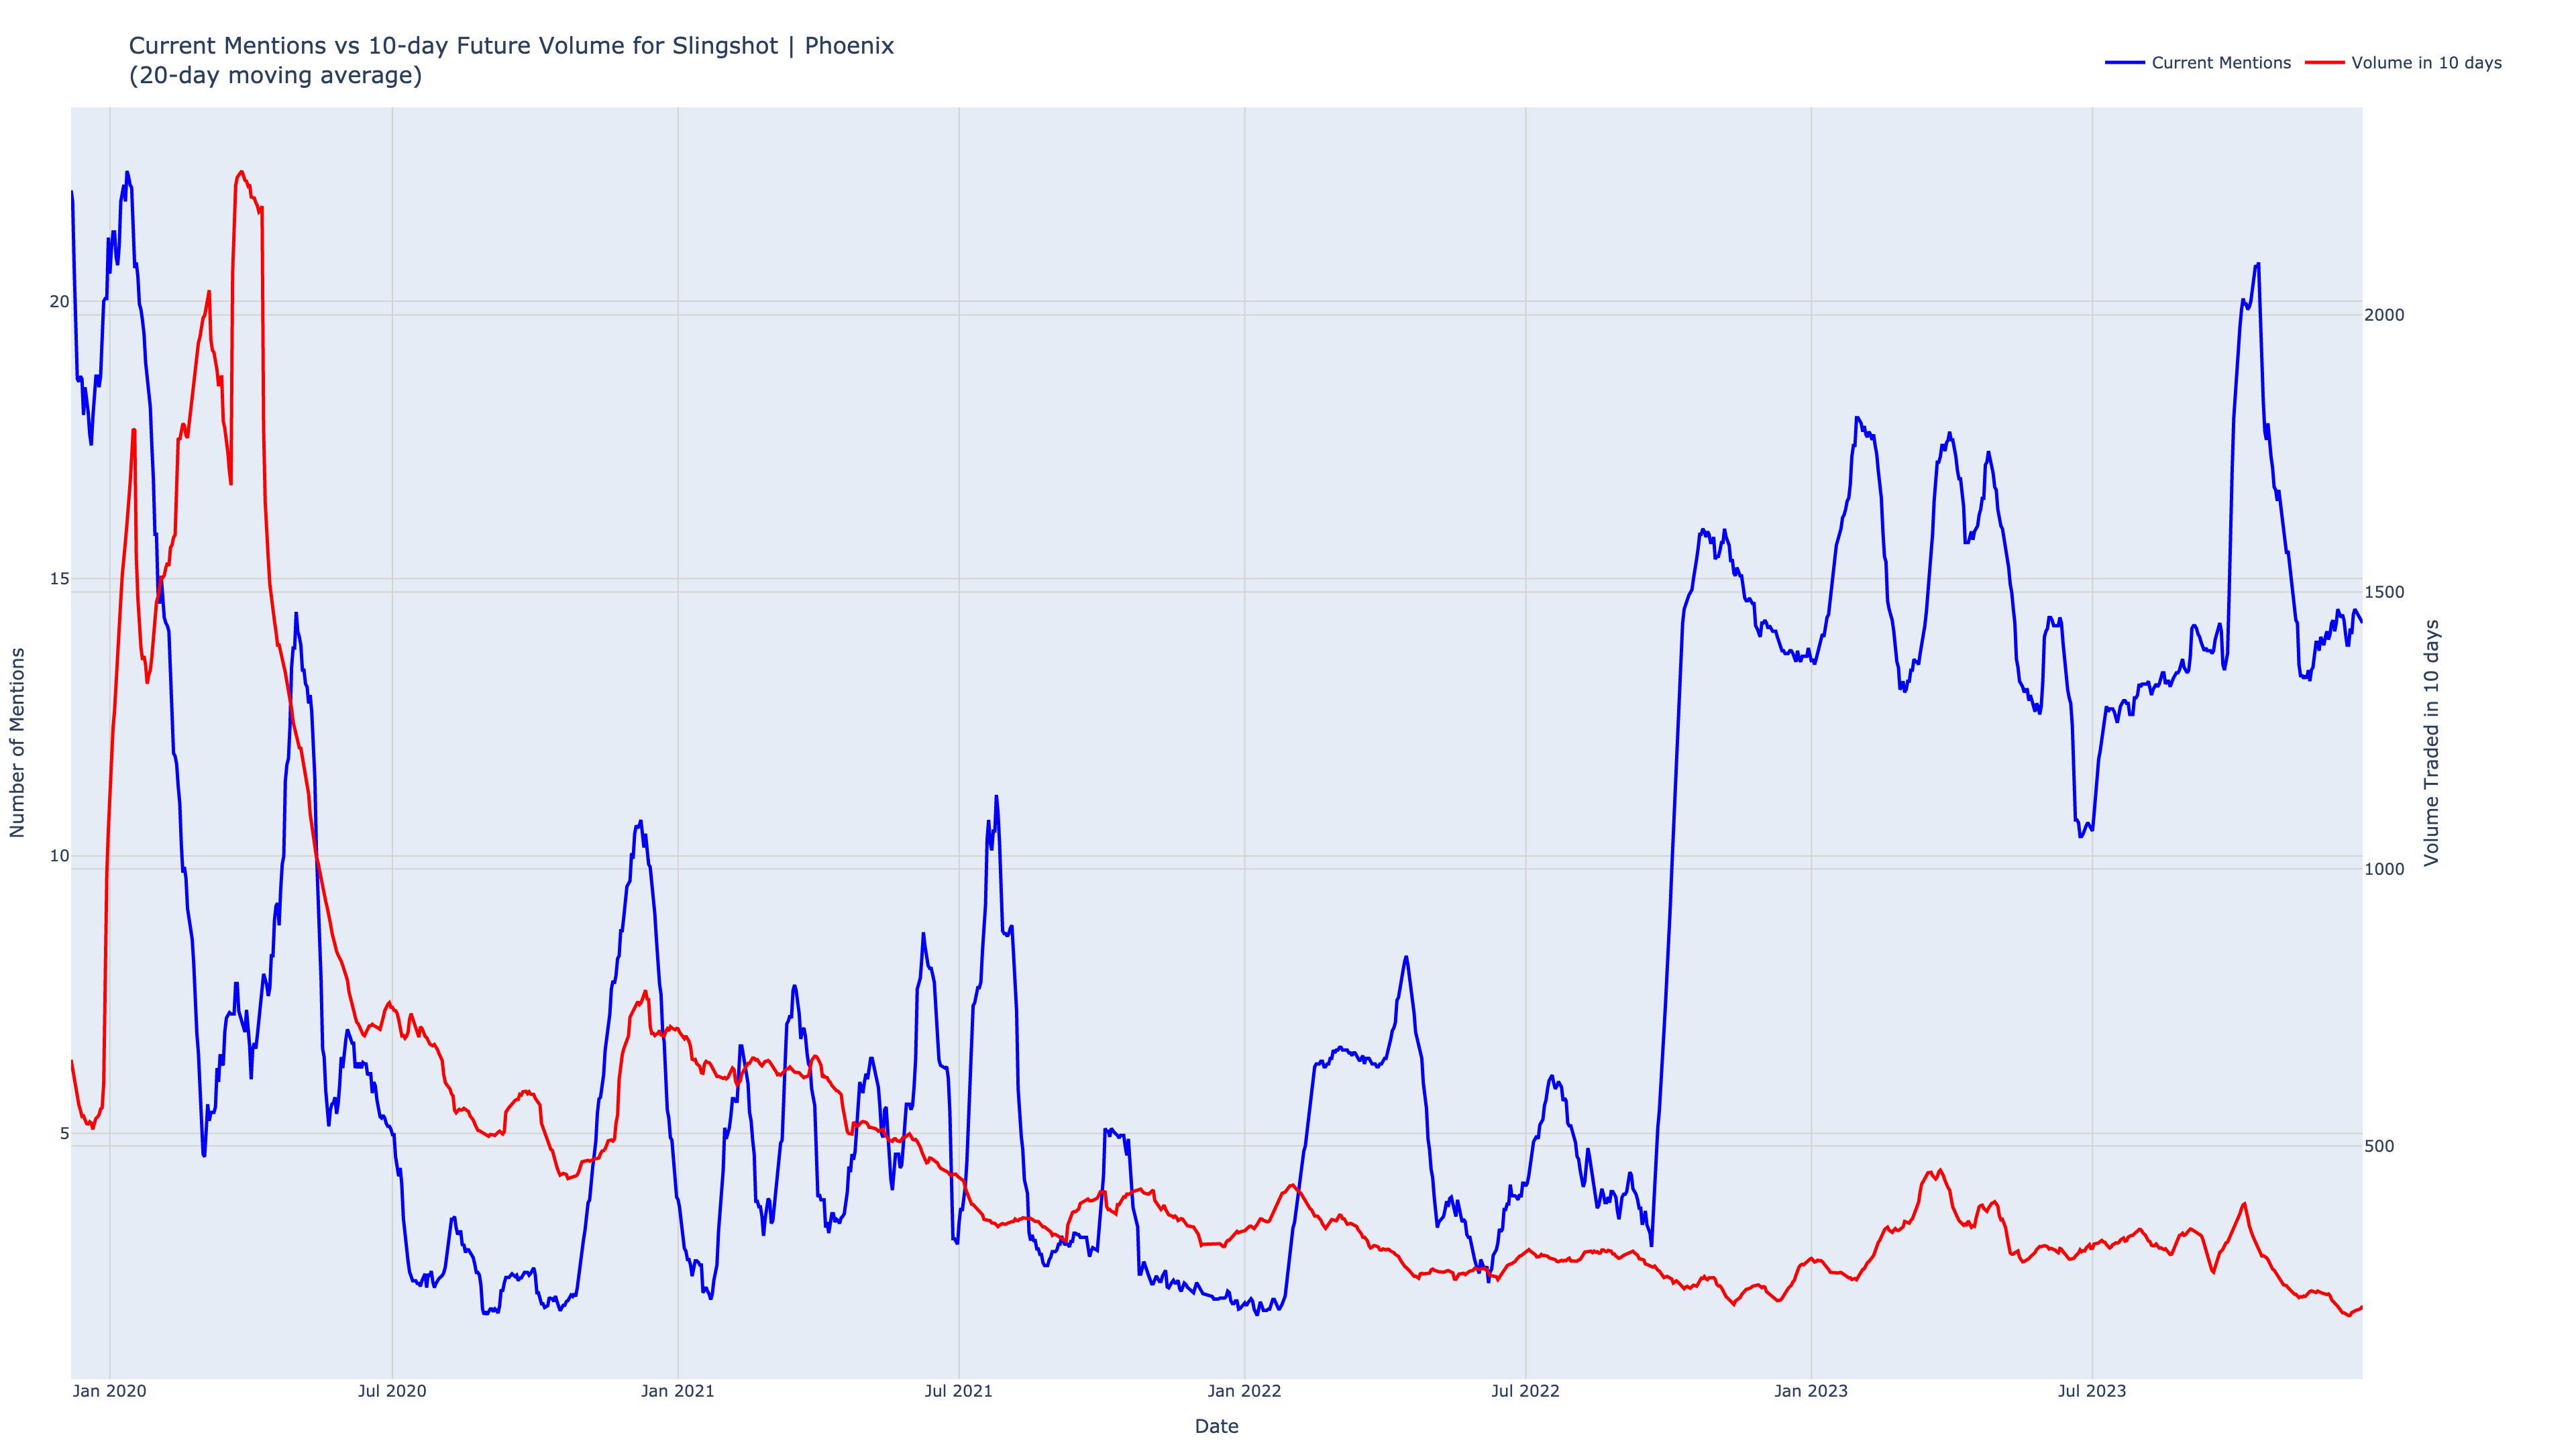 Current Mentions vs 10-day Future Volume for Slingshot | Phoenix
(20-day moving average)
Current Mentions
Volume in 10 days
Number of Mentions
20
15
10
5
2000
1500
1000
500
Volume Traded in 10 days
Jan 2020
Jul 2020
Jan 2021
Jul 2021
Jan 2022
Jul 2022
Jan 2023
Jul 2023
Date